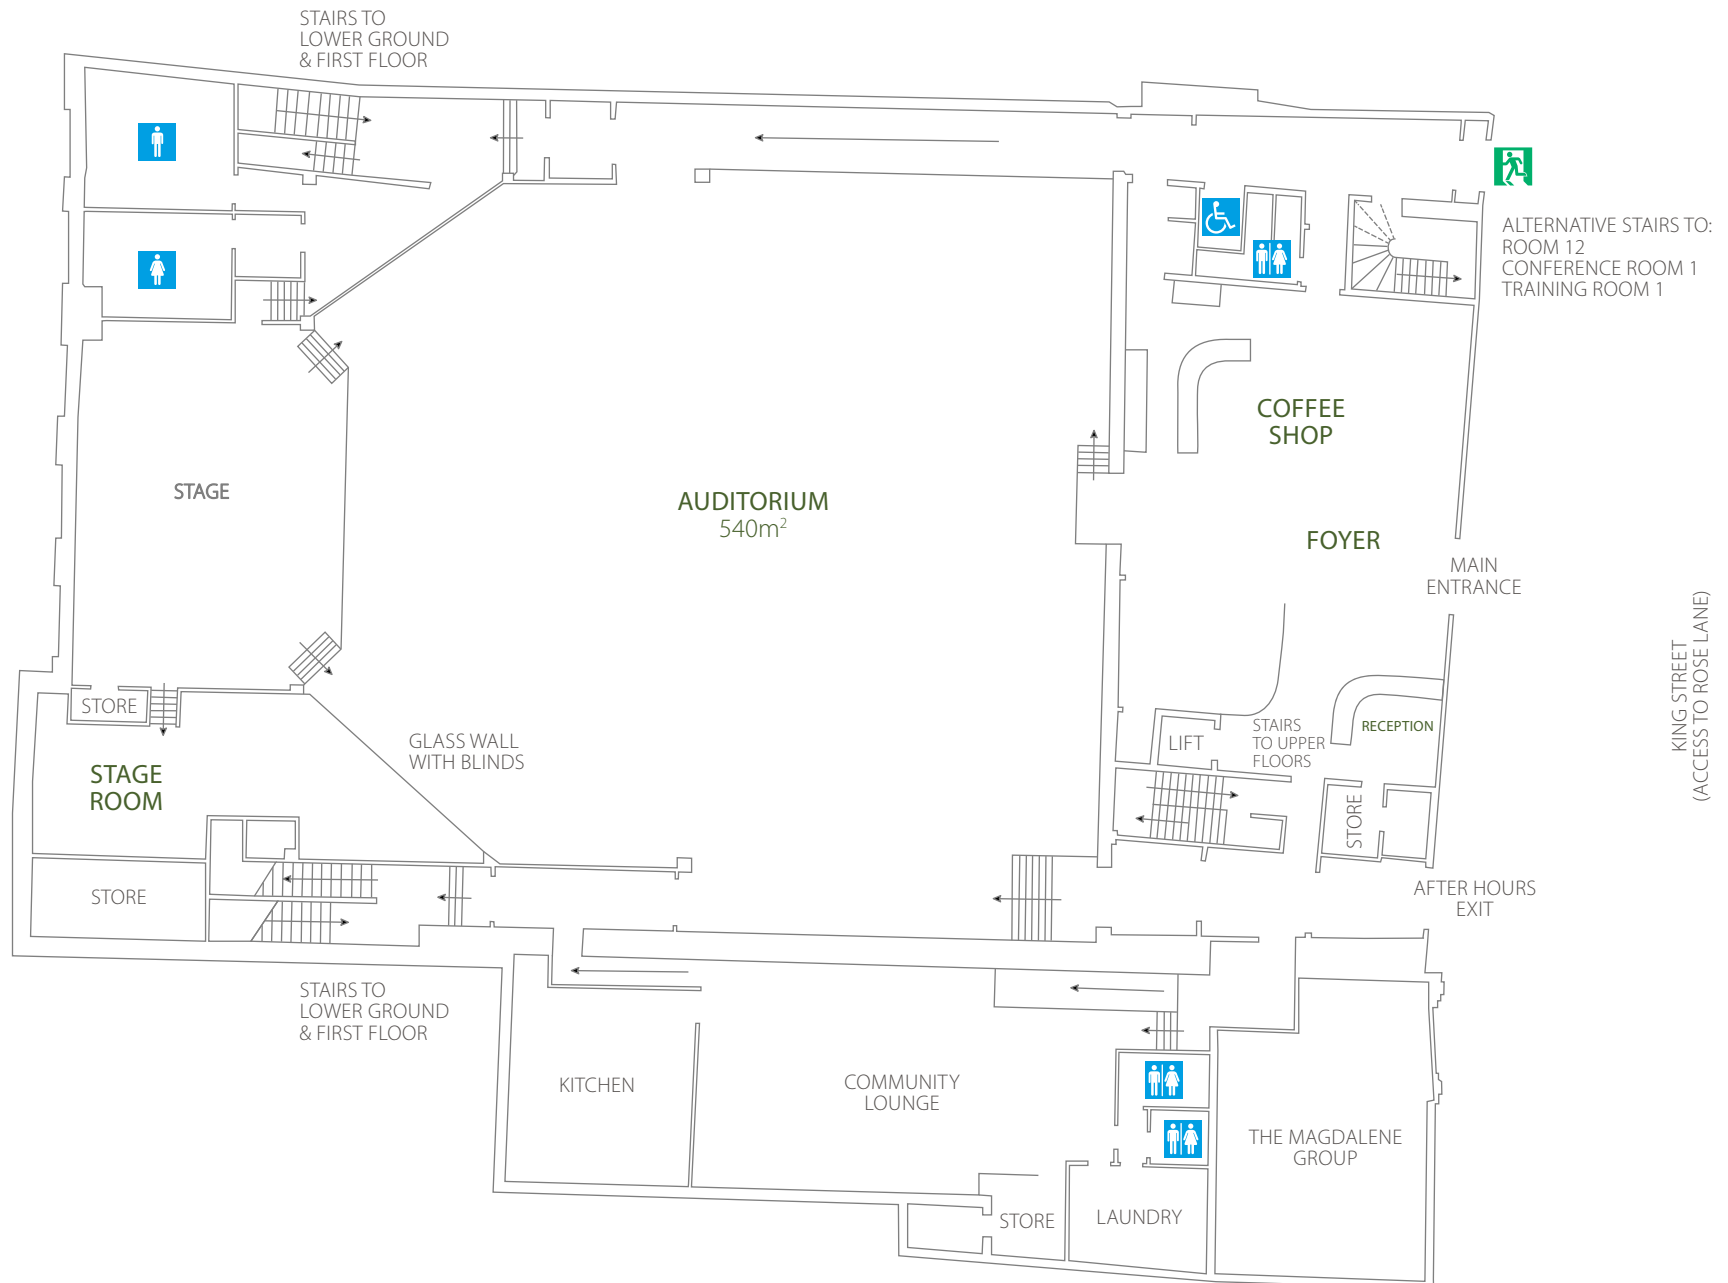 STAIRS TO
LOWER GROUND
& FIRST FLOOR
ALTERNATIVE STAIRS TO:
ROOM 12
CONFERENCE ROOM 1
TRAINING ROOM 1
COFFEE
SHOP
STAGE
AUDITORIUM
540m²
FOYER
MAIN
ENTRANCE
KING STREET
(ACCESS TO ROSE LANE)
STORE
GLASS WALL
WITH BLINDS
LIFT
STAIRS
TO UPPER
FLOORS
RECEPTION
STAGE
ROOM
STORE
STORE
AFTER HOURS
EXIT
STAIRS TO
LOWER GROUND
& FIRST FLOOR
KITCHEN
COMMUNITY
LOUNGE
THE MAGDALENE
GROUP
STORE
LAUNDRY